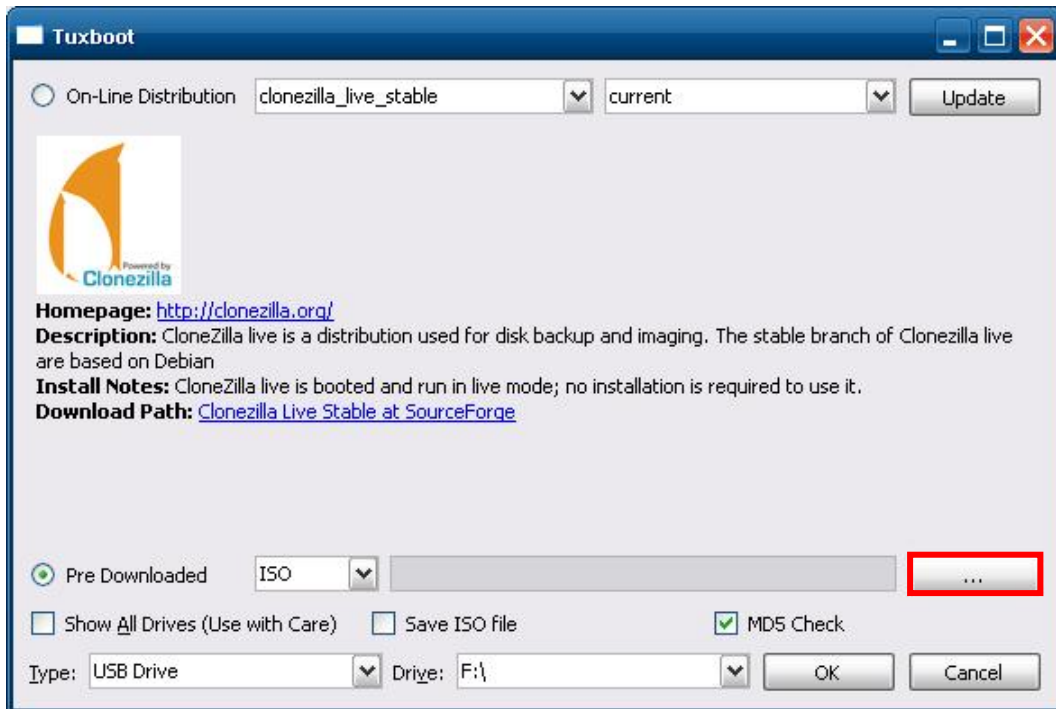 Tuxboot
On-Line Distribution clonezilla_live_stable current Update
Powered by
Clonezilla
Homepage: http://clonezilla.org/
Description: CloneZilla live is a distribution used for disk backup and imaging. The stable branch of Clonezilla live
are based on Debian
Install Notes: CloneZilla live is booted and run in live mode; no installation is required to use it.
Download Path: Clonezilla Live Stable at SourceForge
Pre Downloaded ISO ...
Show All Drives (Use with Care) Save ISO file MD5 Check
Type: USB Drive Drive: F:\ OK Cancel